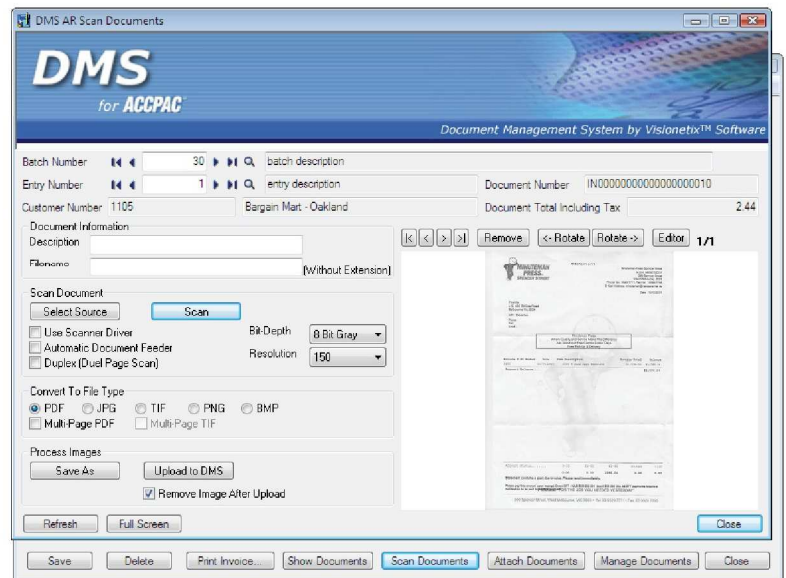 DMS AR Scan Documents
DMS
for ACCPAC
Document Management System by Visionetix™ Software
Batch Number 30 batch description
Entry Number 1 entry description Document Number IN00000000000000000010
Customer Number 1105 Bargain Mart - Oakland Document Total Including Tax 2.44
Document Information
Description
Filename (Without Extension)
|< < > >| Remove <- Rotate Rotate -> Editor 1/1
Scan Document
Select Source Scan
Use Scanner Driver Bit-Depth 8 Bit Gray
Automatic Document Feeder
Duplex (Duel Page Scan) Resolution 150
Convert To File Type
PDF JPG TIF PNG BMP
Multi-Page PDF Multi-Page TIF
Process Images
Save As Upload to DMS
Remove Image After Upload
MINUTEMAN
PRESS
Refresh Full Screen Close
Save Delete Print Invoice... Show Documents Scan Documents Attach Documents Manage Documents Close